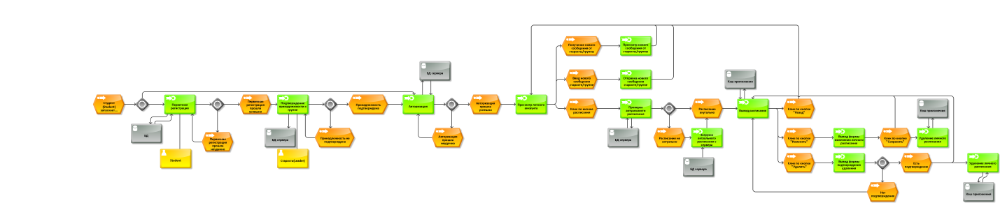 Студент
(Student)
запускает...
Первичная
регистрация
БД
Student
Первичная
регистрация
прошла
неудачно
Первичная
регистрация
прошла
успешно
Подтверждение
принадлежности к
группе
БД сервера
Староста(Leader)
Принадлежность не
подтверждена
Принадлежность
подтверждена
Авторизация
БД сервера
Авторизация
прошла
неудачно
Авторизация
прошла
успешно
Просмотр личного
аккаунта
Получение нового
сообщения от
старосты/группы
Просмотр нового
сообщения от
старосты/группы
Ввод нового
сообщения
старосте/группе
Отправка нового
сообщения
старосте/группе
Клик по иконке
расписания
Проверка
актуального
расписания
БД сервера
Расписание не
актуально
Расписание
актуально
Загрузка
актуального
расписания с
сервера
БД сервера
Кэш приложения
Вывод расписания
Клик по кнопке
"Назад"
Клик по кнопке
"Изменить"
Вывод формы
изменения личного
расписания
Клик по кнопке
"Сохранить"
Кеш приложения
Удаление личного
расписания
Клик по кнопке
"Удалить"
Вывод формы
подтверждения
удаления
Есть
подтверждение
Нет
подтверждения
Удаление личного
расписания
Кеш приложения